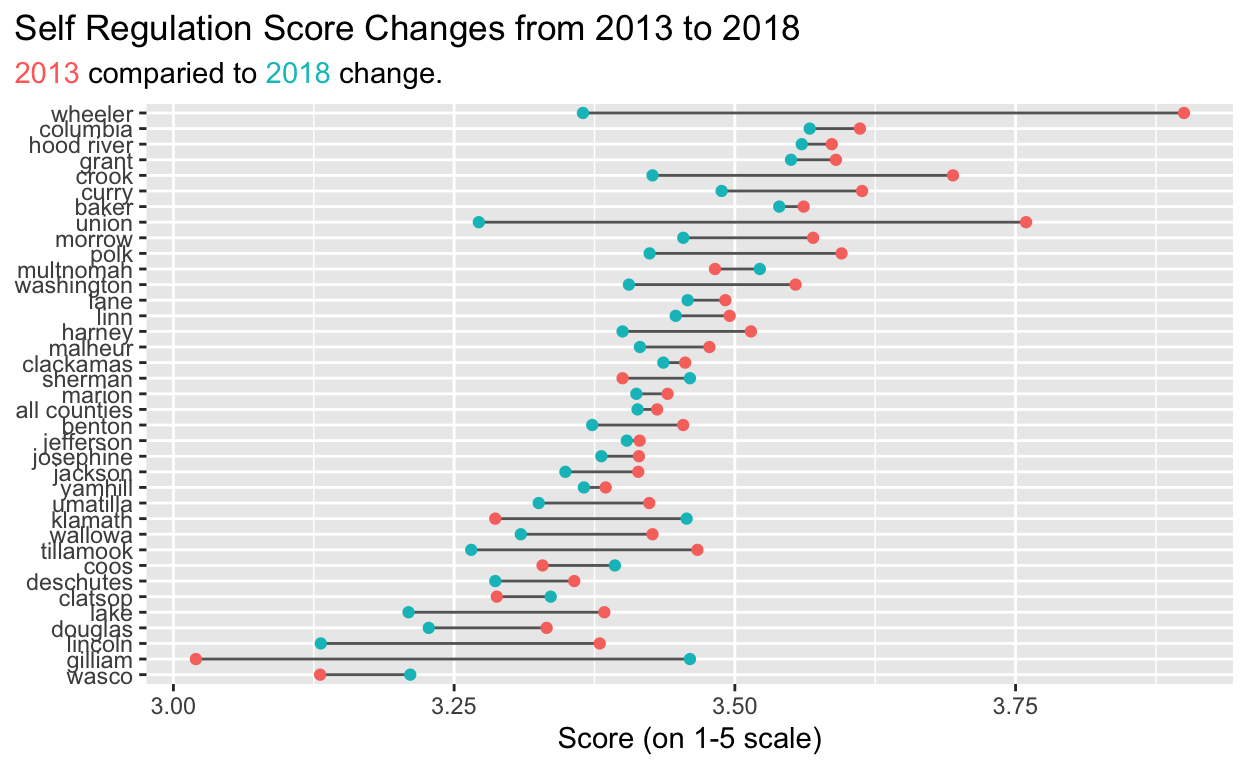 Self Regulation Score Changes from 2013 to 2018
2013 comparied to 2018 change.
wheeler
columbia
hood river
grant
crook
curry
baker
union
morrow
polk
multnomah
washington
lane
linn
harney
malheur
clackamas
sherman
marion
all counties
benton
jefferson
josephine
jackson
yamhill
umatilla
klamath
wallowa
tillamook
coos
deschutes
clatsop
lake
douglas
lincoln
gilliam
wasco
3.00 3.25 3.50 3.75
Score (on 1-5 scale)